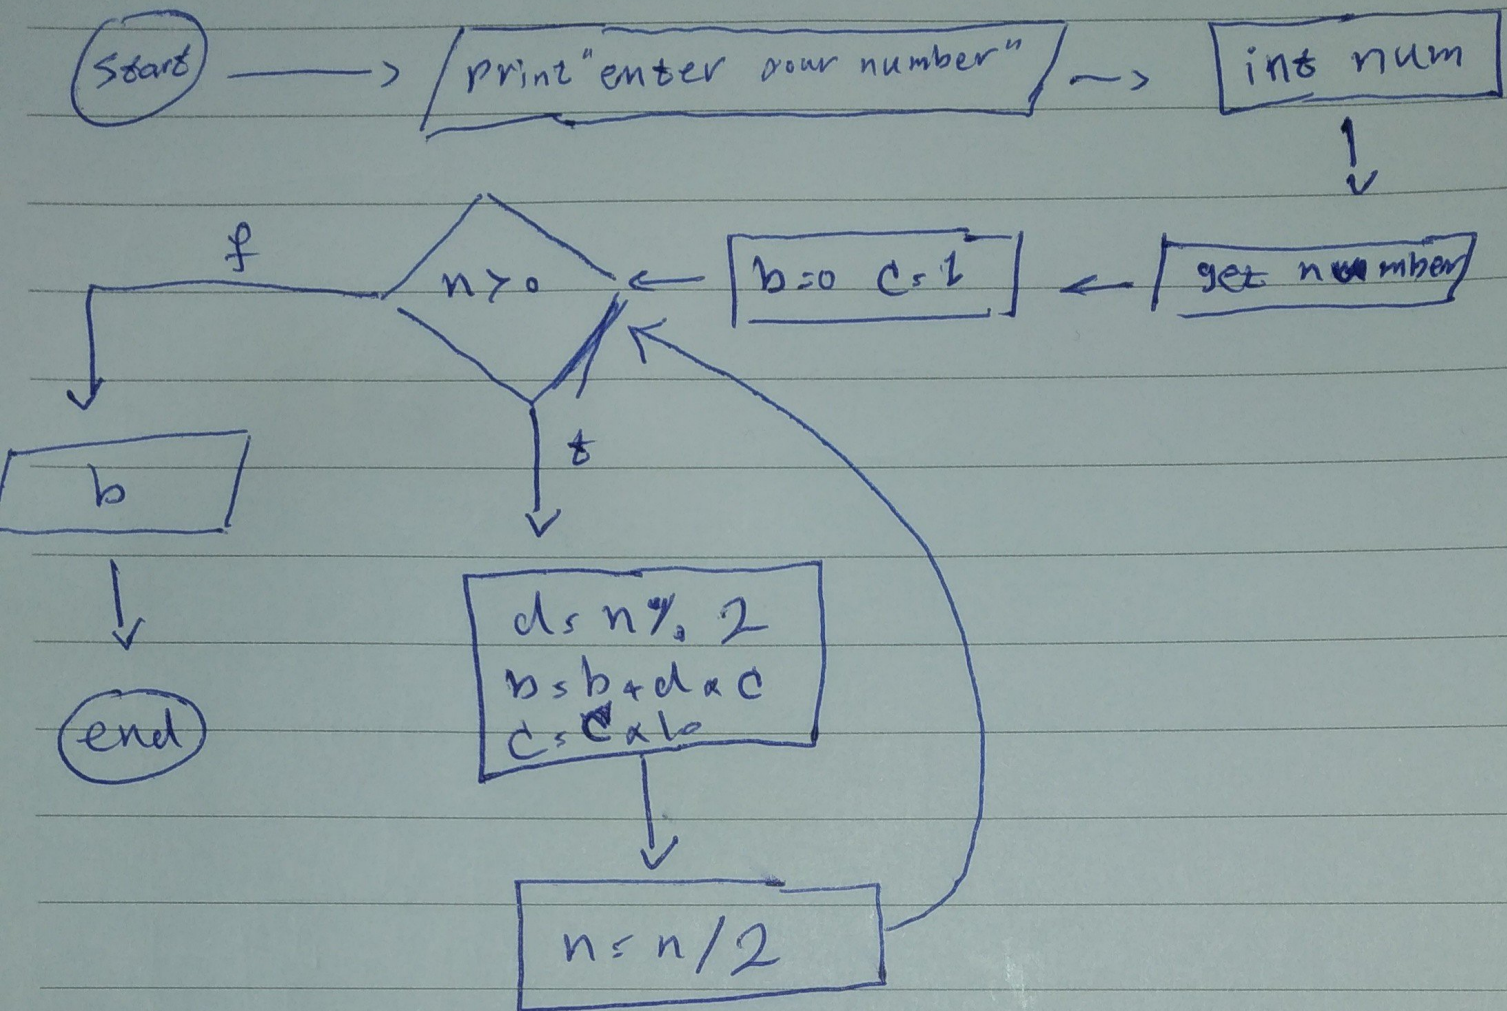 start
print "enter your number"
int num
get number
b=0 c=1
n>0
f
t
b
end
d= n% 2
b=b+d*c
c=c*10
n=n/2